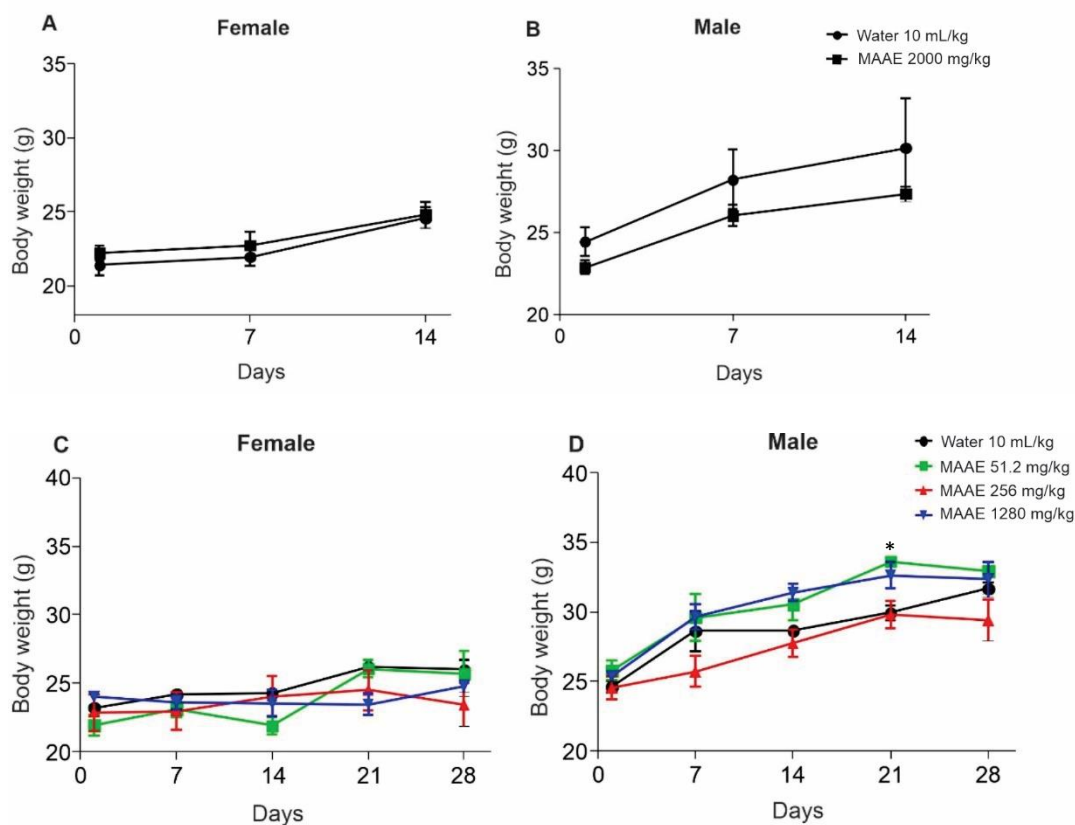 A
Female
Body weight (g)
35
30
25
20
0
7
14
Days
B
Male
Water 10 mL/kg
MAAE 2000 mg/kg
Body weight (g)
35
30
25
20
0
7
14
Days
C
Female
Body weight (g)
40
35
30
25
20
0
7
14
21
28
Days
D
Male
Water 10 mL/kg
MAAE 51.2 mg/kg
MAAE 256 mg/kg
MAAE 1280 mg/kg
Body weight (g)
40
35
30
25
20
*
0
7
14
21
28
Days